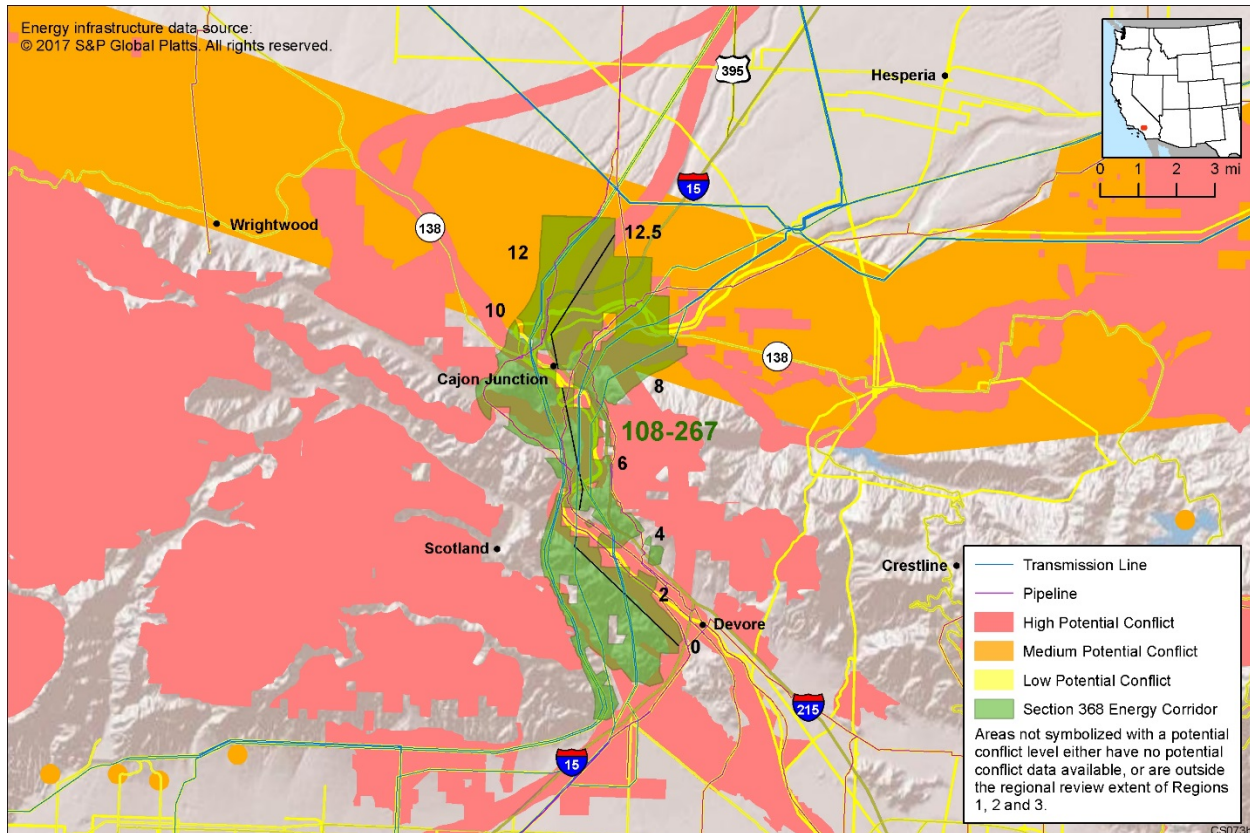 Energy infrastructure data source:
© 2017 S&P Global Platts. All rights reserved.
395
Hesperia
0 1 2 3 mi
15
Wrightwood
138
12.5
12
10
138
Cajon Junction
8
108-267
6
4
Scotland
Crestline
2
Devore
0
215
15
Transmission Line
Pipeline
High Potential Conflict
Medium Potential Conflict
Low Potential Conflict
Section 368 Energy Corridor
Areas not symbolized with a potential
conflict level either have no potential
conflict data available, or are outside
the regional review extent of Regions
1, 2 and 3.